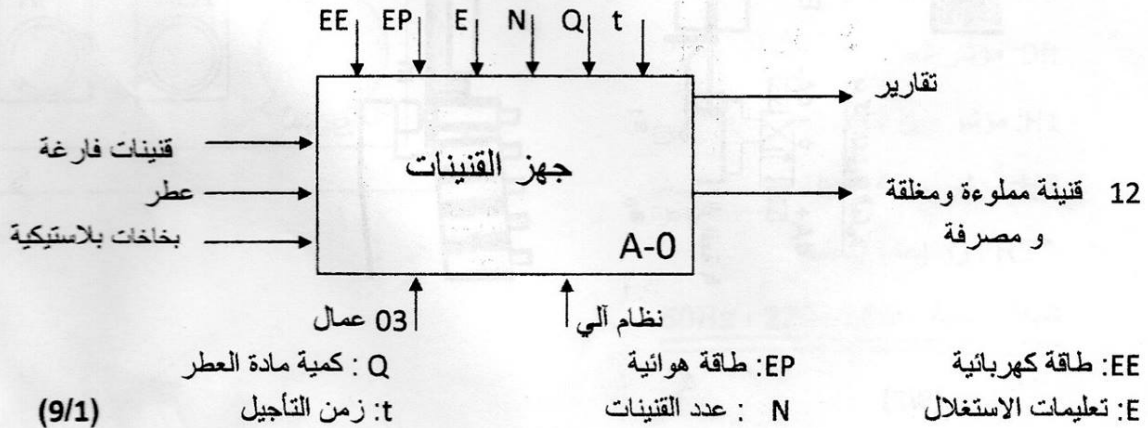 EE EP E N Q t
تقارير
قنينات فارغة
جهز القنينات
عطر
12 قنينة مملوءة ومغلقة
و مصرفة
بخاخات بلاستيكية
A-0
03 عمال
نظام آلي
EE: طاقة كهربائية EP: طاقة هوائية Q : كمية مادة العطر
E: تعليمات الاستغلال N : عدد القنينات t: زمن التأجيل (9/1)